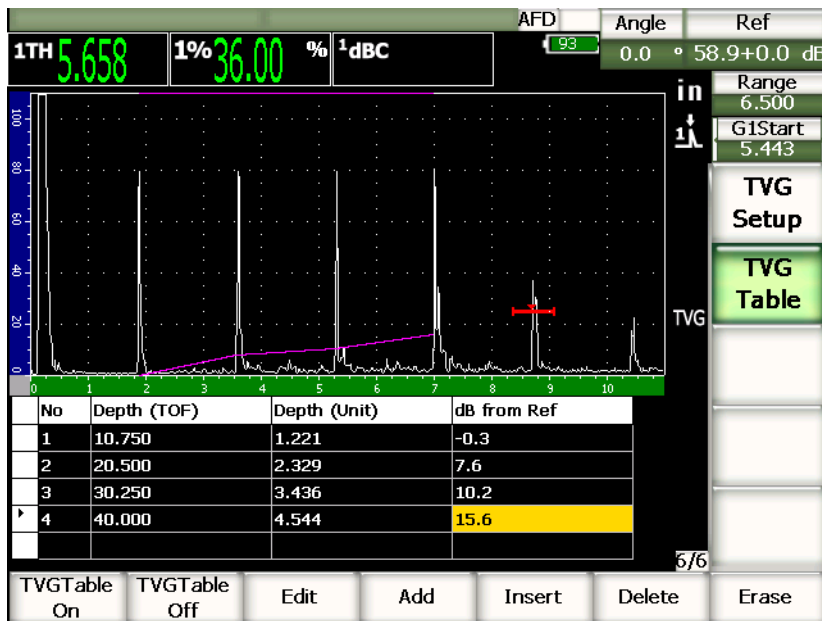 AFD Angle Ref
1TH 5.658 1% 36.00 % 1dBC 93 0.0 ° 58.9+0.0 dB
in Range
6.500
1 G1Start
5.443
TVG
Setup
TVG
Table
TVG
100
80
60
40
20
0
0 1 2 3 4 5 6 7 8 9 10
No Depth (TOF) Depth (Unit) dB from Ref
1 10.750 1.221 -0.3
2 20.500 2.329 7.6
3 30.250 3.436 10.2
4 40.000 4.544 15.6
6/6
TVGTable On TVGTable Off Edit Add Insert Delete Erase